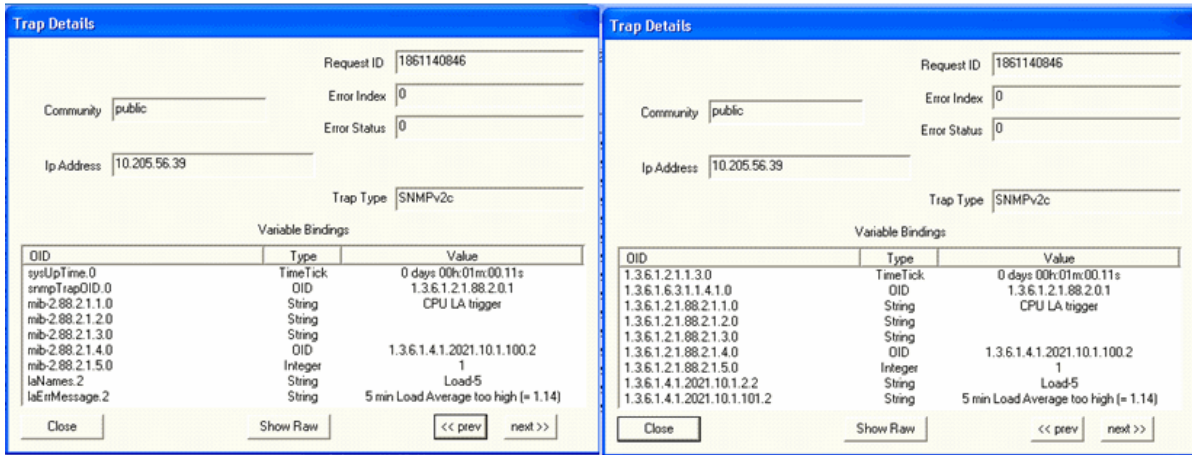 Trap Details
Request ID 1861140846
Community public
Error Index 0
Error Status 0
Ip Address 10.205.56.39
Trap Type SNMPv2c
Variable Bindings
OID Type Value
sysUpTime.0 TimeTick 0 days 00h:01m:00.11s
snmpTrapOID.0 OID 1.3.6.1.2.1.88.2.0.1
mib-2.88.2.1.1.0 String CPU LA trigger
mib-2.88.2.1.2.0 String
mib-2.88.2.1.3.0 String
mib-2.88.2.1.4.0 OID 1.3.6.1.4.1.2021.10.1.100.2
mib-2.88.2.1.5.0 Integer 1
laNames.2 String Load-5
laErrMessage.2 String 5 min Load Average too high (= 1.14)
Close Show Raw << prev next >>
Trap Details
Request ID 1861140846
Community public
Error Index 0
Error Status 0
Ip Address 10.205.56.39
Trap Type SNMPv2c
Variable Bindings
OID Type Value
1.3.6.1.2.1.1.3.0 TimeTick 0 days 00h:01m:00.11s
1.3.6.1.6.3.1.1.4.1.0 OID 1.3.6.1.2.1.88.2.0.1
1.3.6.1.2.1.88.2.1.1.0 String CPU LA trigger
1.3.6.1.2.1.88.2.1.2.0 String
1.3.6.1.2.1.88.2.1.3.0 String
1.3.6.1.2.1.88.2.1.4.0 OID 1.3.6.1.4.1.2021.10.1.100.2
1.3.6.1.2.1.88.2.1.5.0 Integer 1
1.3.6.1.4.1.2021.10.1.2.2 String Load-5
1.3.6.1.4.1.2021.10.1.101.2 String 5 min Load Average too high (= 1.14)
Close Show Raw << prev next >>